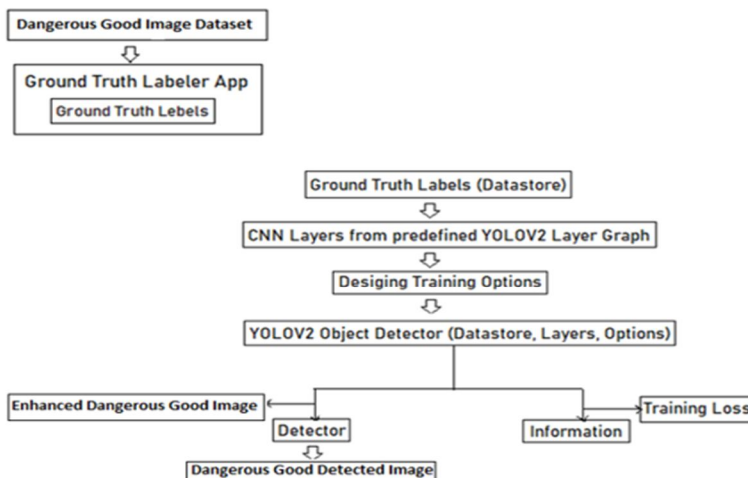 Dangerous Good Image Dataset
Ground Truth Labeler App
Ground Truth Lebels
Ground Truth Labels (Datastore)
CNN Layers from predefined YOLOV2 Layer Graph
Desiging Training Options
YOLOV2 Object Detector (Datastore, Layers, Options)
Enhanced Dangerous Good Image
Training Loss
Detector
Information
Dangerous Good Detected Image